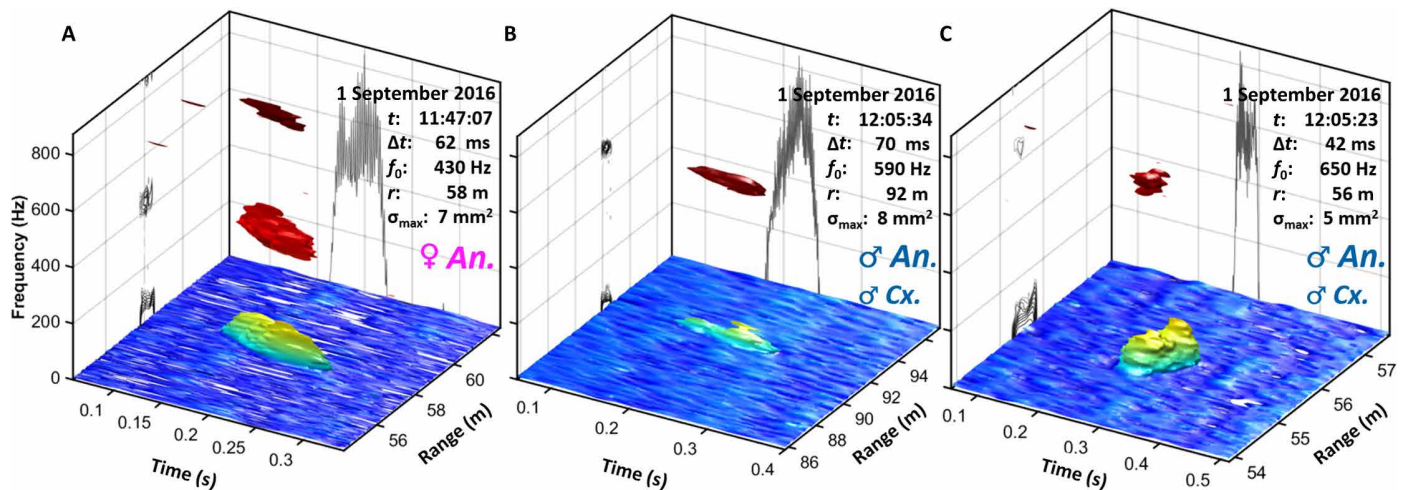 A
1 September 2016
t: 11:47:07
Δt: 62 ms
f₀: 430 Hz
r: 58 m
σmax: 7 mm²
♀ An.
Frequency (Hz)
800
600
400
200
0
0.1
0.15
0.2
0.25
0.3
Time (s)
56
58
60
Range (m)
B
1 September 2016
t: 12:05:34
Δt: 70 ms
f₀: 590 Hz
r: 92 m
σmax: 8 mm²
♂ An.
♂ Cx.
0.1
0.2
0.3
0.4
Time (s)
86
88
90
92
94
Range (m)
C
1 September 2016
t: 12:05:23
Δt: 42 ms
f₀: 650 Hz
r: 56 m
σmax: 5 mm²
♂ An.
♂ Cx.
0.1
0.2
0.3
0.4
0.5
Time (s)
54
55
56
57
Range (m)